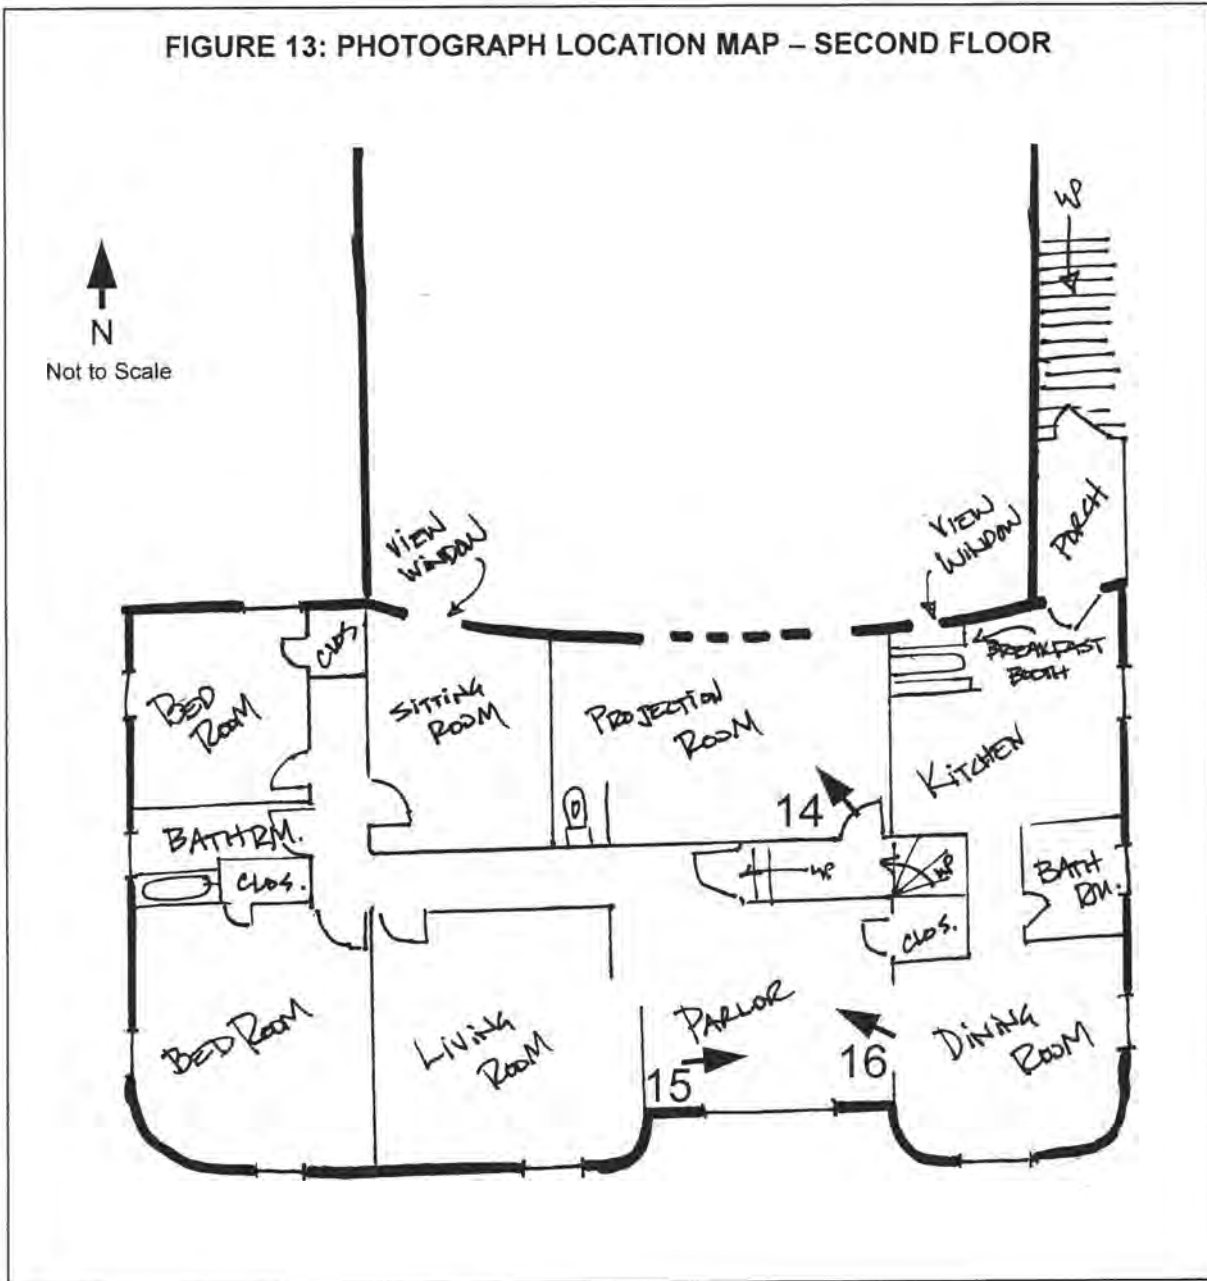 FIGURE 13: PHOTOGRAPH LOCATION MAP – SECOND FLOOR
UP
N
Not to Scale
VIEW
WINDOW
VIEW
WINDOW
PORCH
CLOS.
BREAKFAST
BOOTH
BED
ROOM
SITTING
ROOM
PROJECTION
ROOM
KITCHEN
14
BATHRM.
CLOS.
UP
UP
BATH
RM.
CLOS.
BED ROOM
LIVING
ROOM
PARLOR
DINING
ROOM
15
16